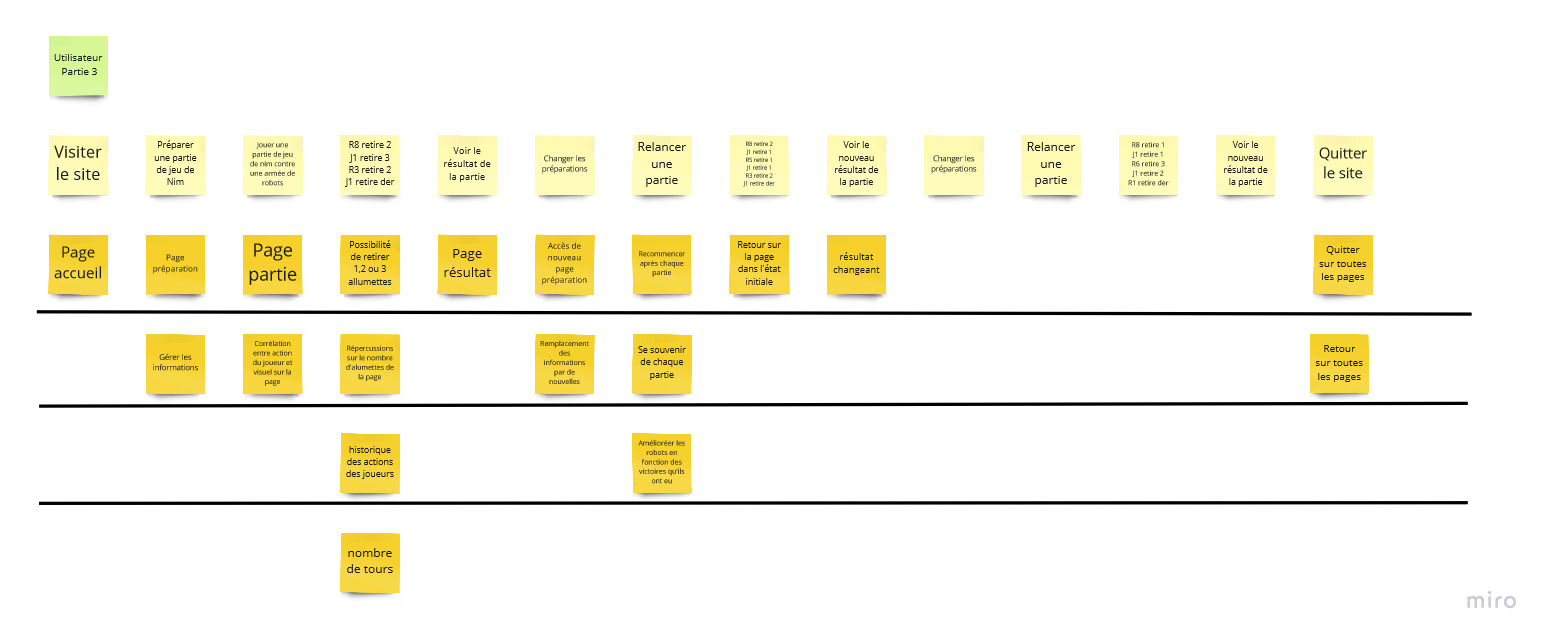 Utilisateur
Partie 3
Visiter
le site
Préparer
une partie
de jeu de
Nim
Jouer une
partie de jeu
de nim contre
une armée de
robots
R8 retire 2
J1 retire 3
R3 retire 2
J1 retire der
Voir le
résultat de
la partie
Changer les
préparations
Relancer
une
partie
R8 retire 2
J1 retire 1
R5 retire 1
J1 retire 1
R3 retire 2
J1 retire der
Voir le
nouveau
résultat de
la partie
Changer les
préparations
Relancer
une
partie
R8 retire 1
J1 retire 1
R6 retire 3
J1 retire 2
R1 retire der
Voir le
nouveau
résultat de
la partie
Quitter
le site
Page
accueil
Page
préparation
Page
partie
Possibilité
de retirer
1,2 ou 3
allumettes
Page
résultat
Accès de
nouveau
page
préparation
Recommencer
après chaque
partie
Retour sur
la page
dans l'état
initiale
résultat
changeant
Quitter
sur toutes
les pages
Gérer les
informations
Corrélation
entre action
du joueur et
visuel sur la
page
Répercussions
sur le nombre
d'alumettes de
la page
Remplacement
des
informations
par de
nouvelles
Se souvenir
de chaque
partie
Retour
sur toutes
les pages
historique
des actions
des joueurs
Amélioréer les
robots en
fonction des
victoires qu'ils
ont eu
nombre
de tours
miro